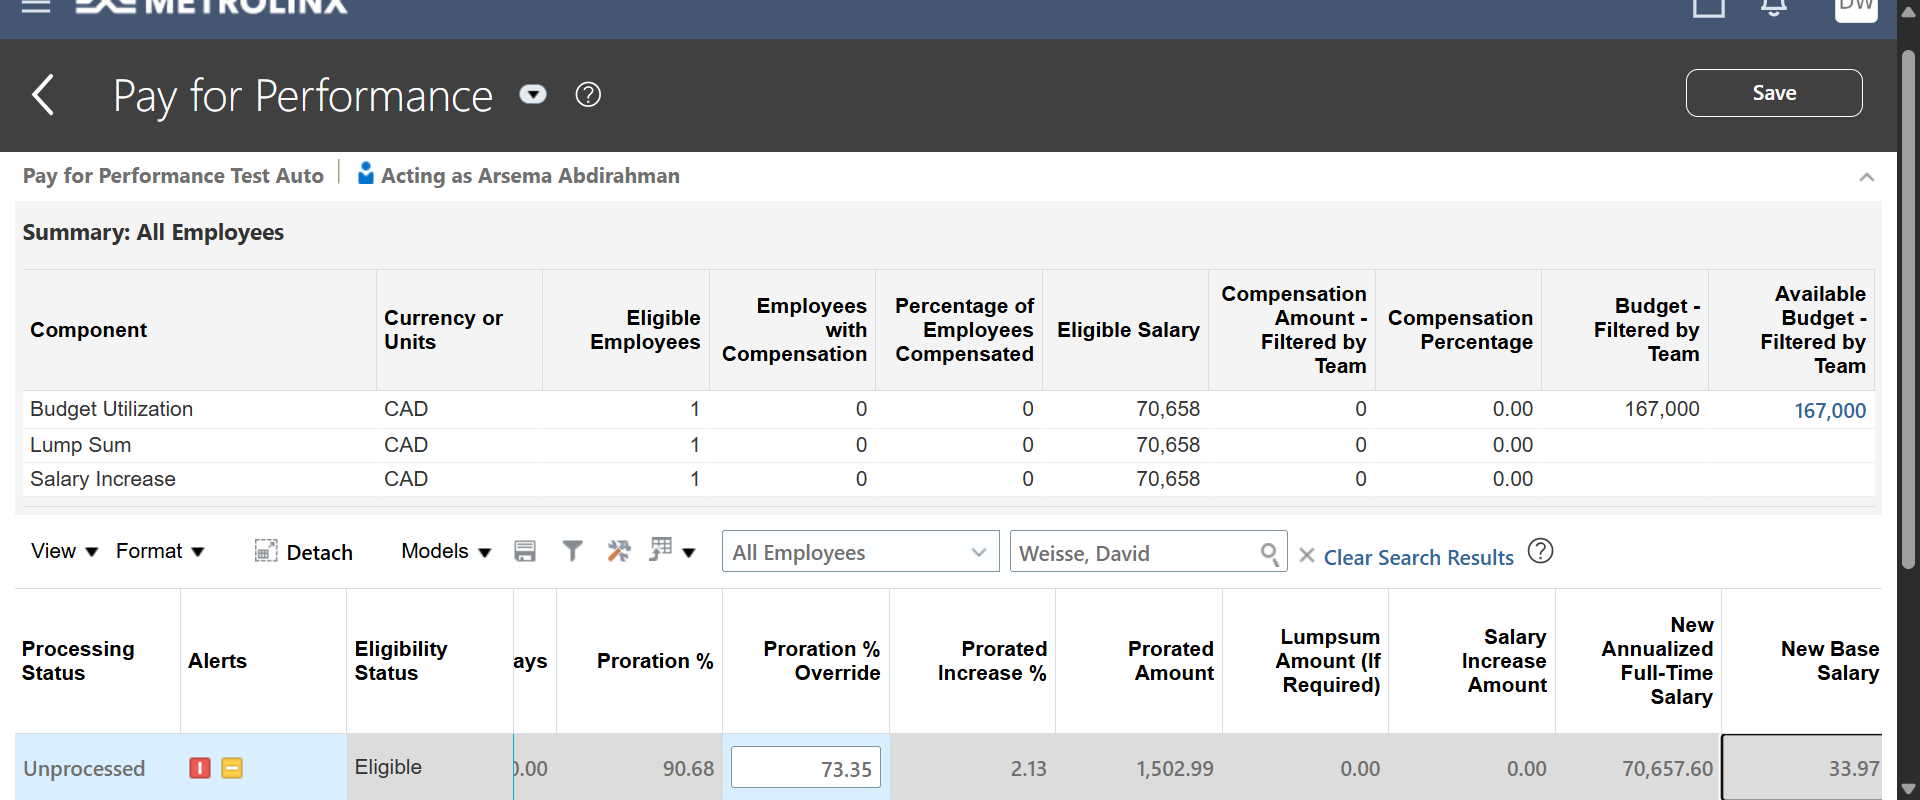 METROLINX
DW
Pay for Performance
Save
Pay for Performance Test Auto
Acting as Arsema Abdirahman
Summary: All Employees
Component
Currency or Units
Eligible Employees
Employees with Compensation
Percentage of Employees Compensated
Eligible Salary
Compensation Amount - Filtered by Team
Compensation Percentage
Budget - Filtered by Team
Available Budget - Filtered by Team
Budget Utilization CAD 1 0 0 70,658 0 0.00 167,000 167,000
Lump Sum CAD 1 0 0 70,658 0 0.00
Salary Increase CAD 1 0 0 70,658 0 0.00
View Format Detach Models All Employees Weisse, David Clear Search Results
Processing Status
Alerts
Eligibility Status
ays
Proration %
Proration % Override
Prorated Increase %
Prorated Amount
Lumpsum Amount (If Required)
Salary Increase Amount
New Annualized Full-Time Salary
New Base Salary
Unprocessed Eligible 0.00 90.68 73.35 2.13 1,502.99 0.00 0.00 70,657.60 33.97